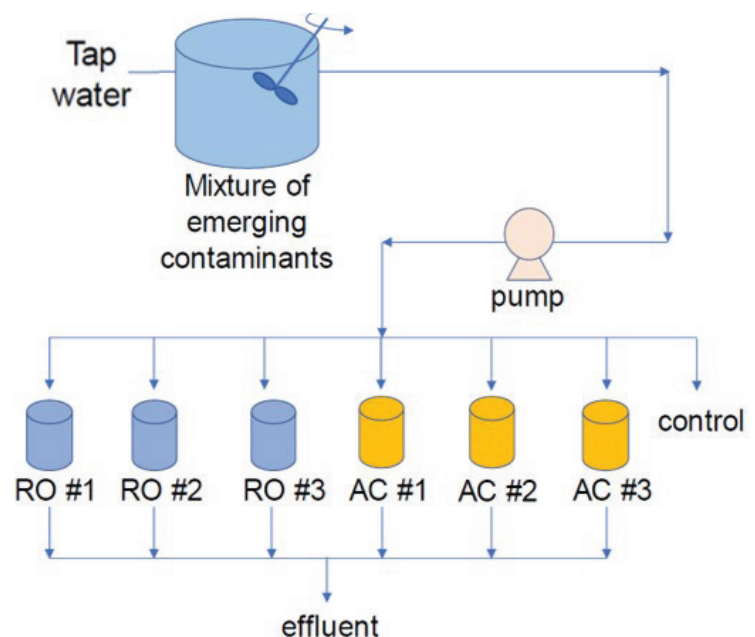 Tap
water
Mixture of
emerging
contaminants
pump
control
RO #1 RO #2 RO #3 AC #1 AC #2 AC #3
effluent